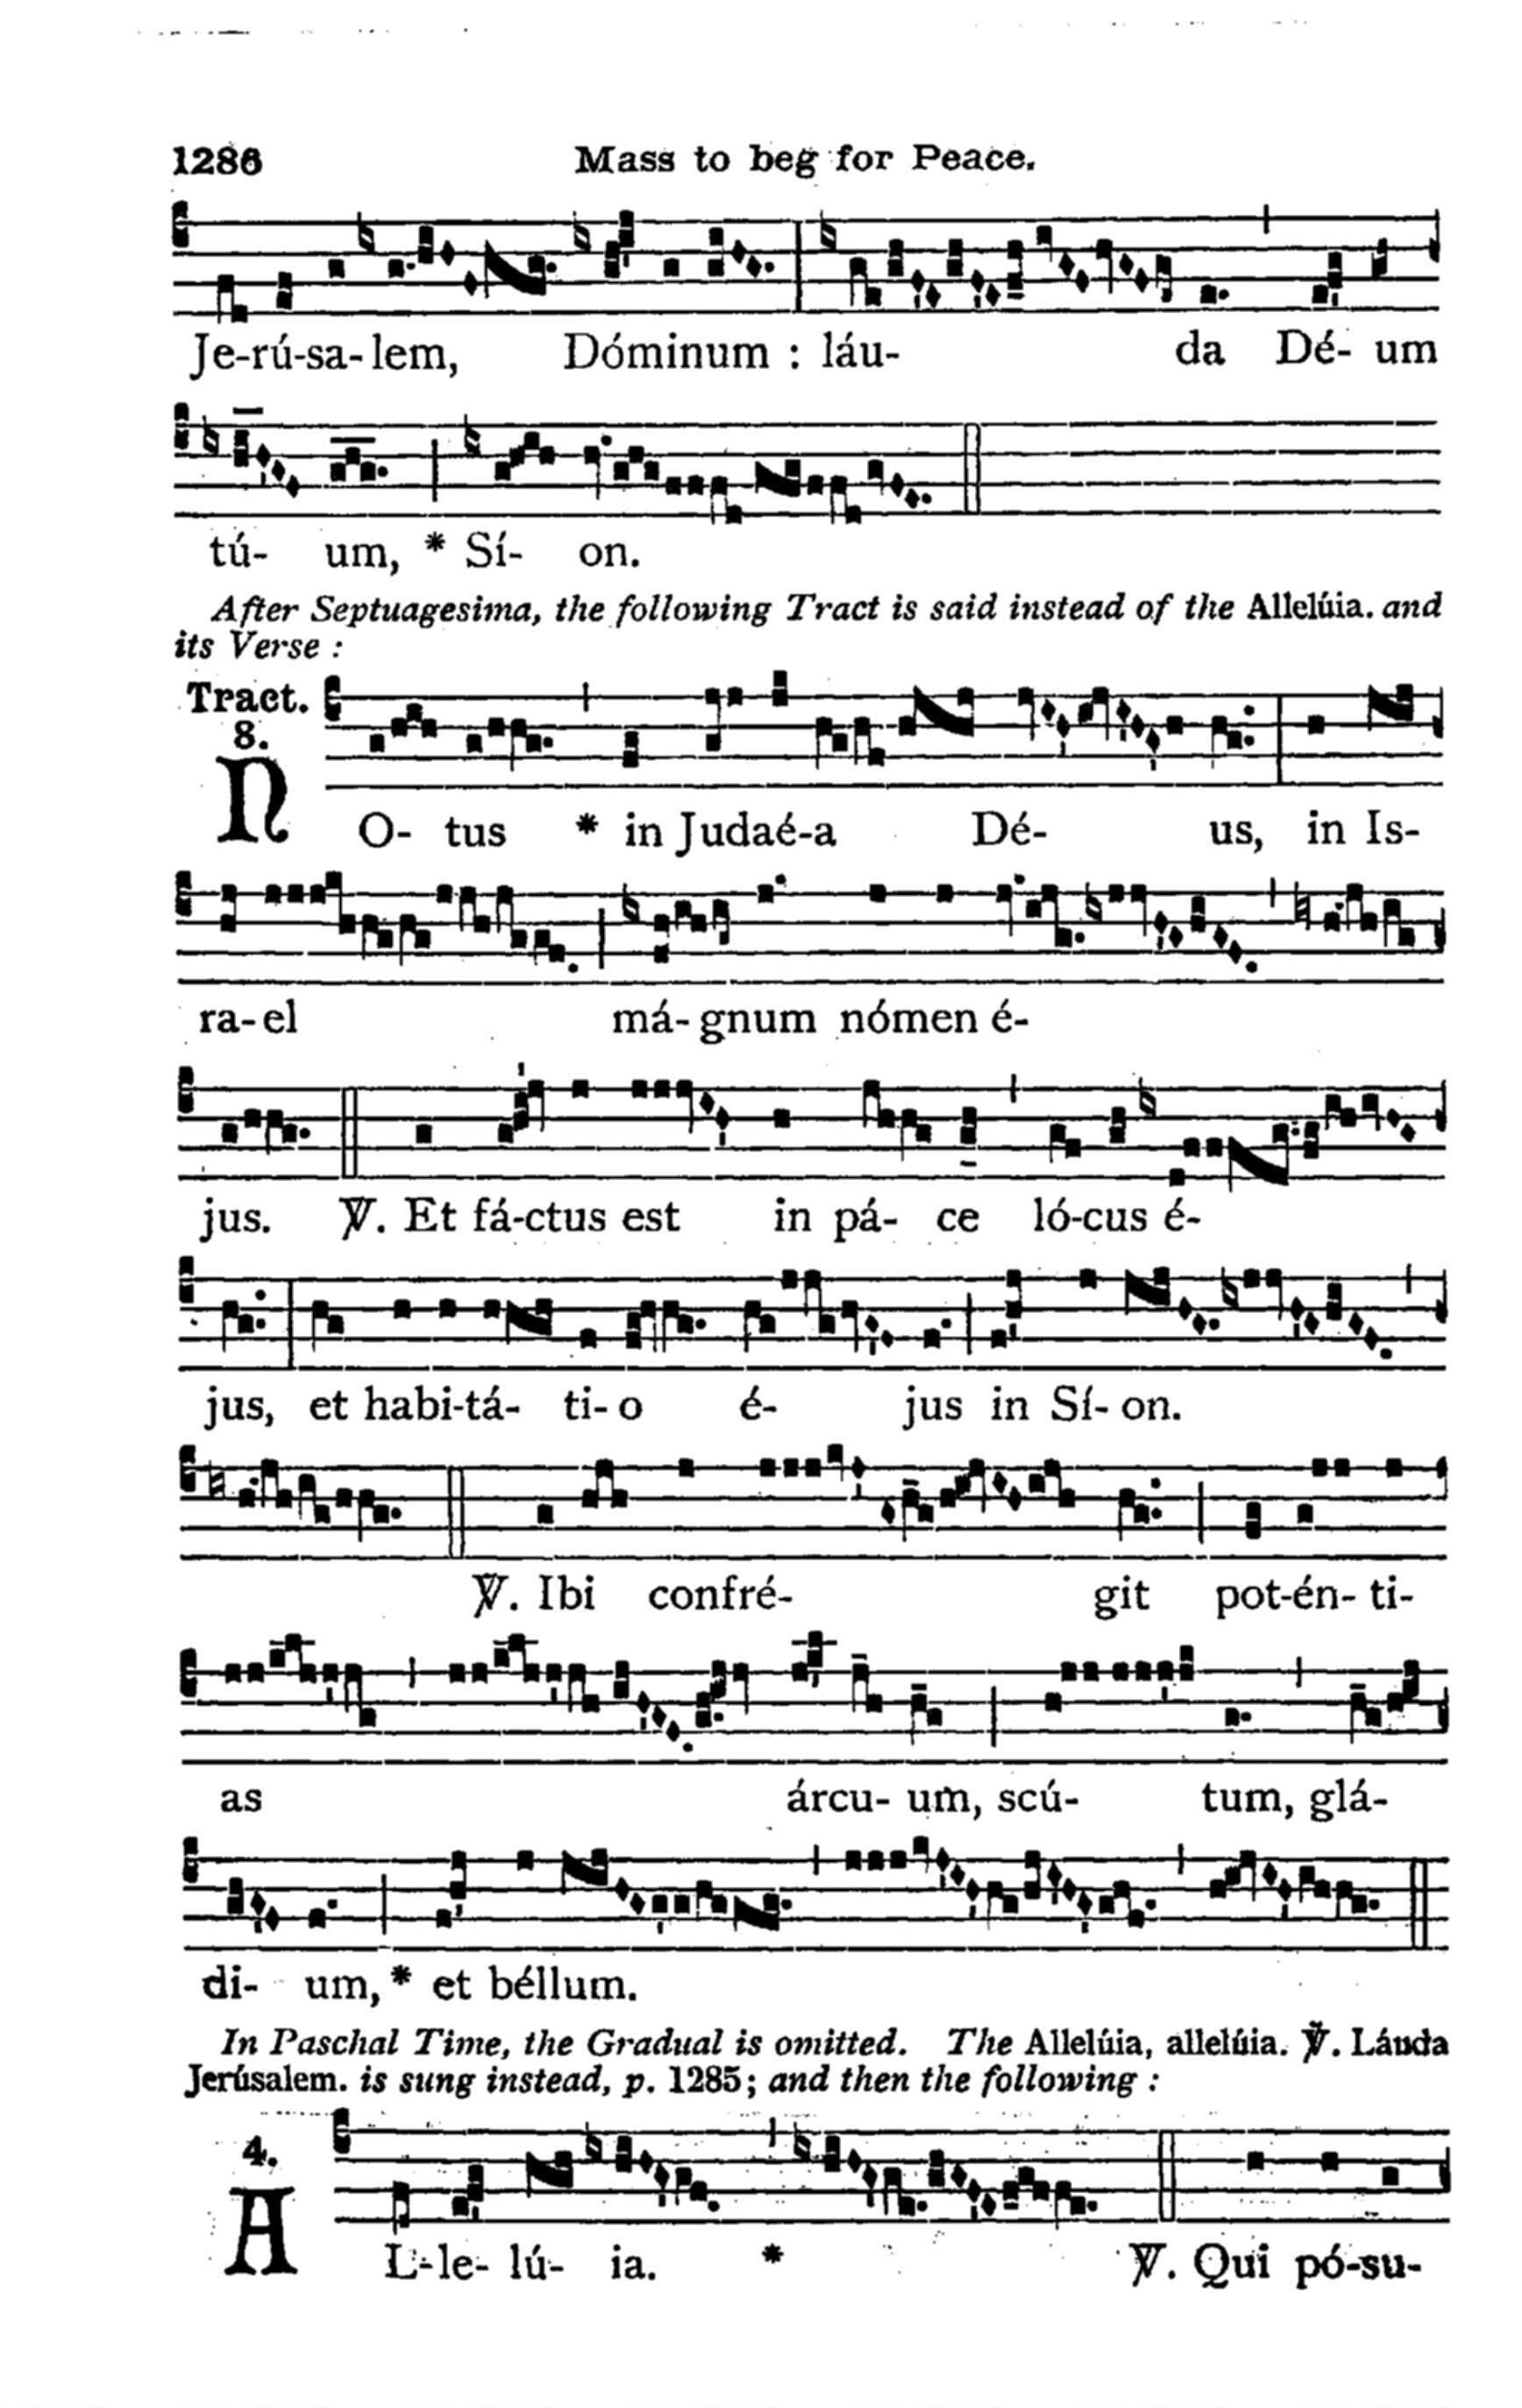 1286 Mass to beg for Peace.
Je-rú-sa-lem, Dóminum : láu- da Dé- um
tú- um, * Sí- on.
After Septuagesima, the following Tract is said instead of the Allelúia. and
its Verse :
Tract.
8.
NO- tus * in Judaé-a Dé- us, in Is-
ra-el má-gnum nómen é-
jus. ℣. Et fá-ctus est in pá- ce ló-cus é-
jus, et habi-tá- ti-o é- jus in Sí- on.
℣. Ibi confré- git pot-én- ti-
as árcu- um, scú- tum, glá-
di- um, * et béllum.
In Paschal Time, the Gradual is omitted. The Allelúia, allelúia. ℣. Láuda
Jerúsalem. is sung instead, p. 1285; and then the following :
4.
AL-le- lú- ia. * ℣. Qui pó-su-